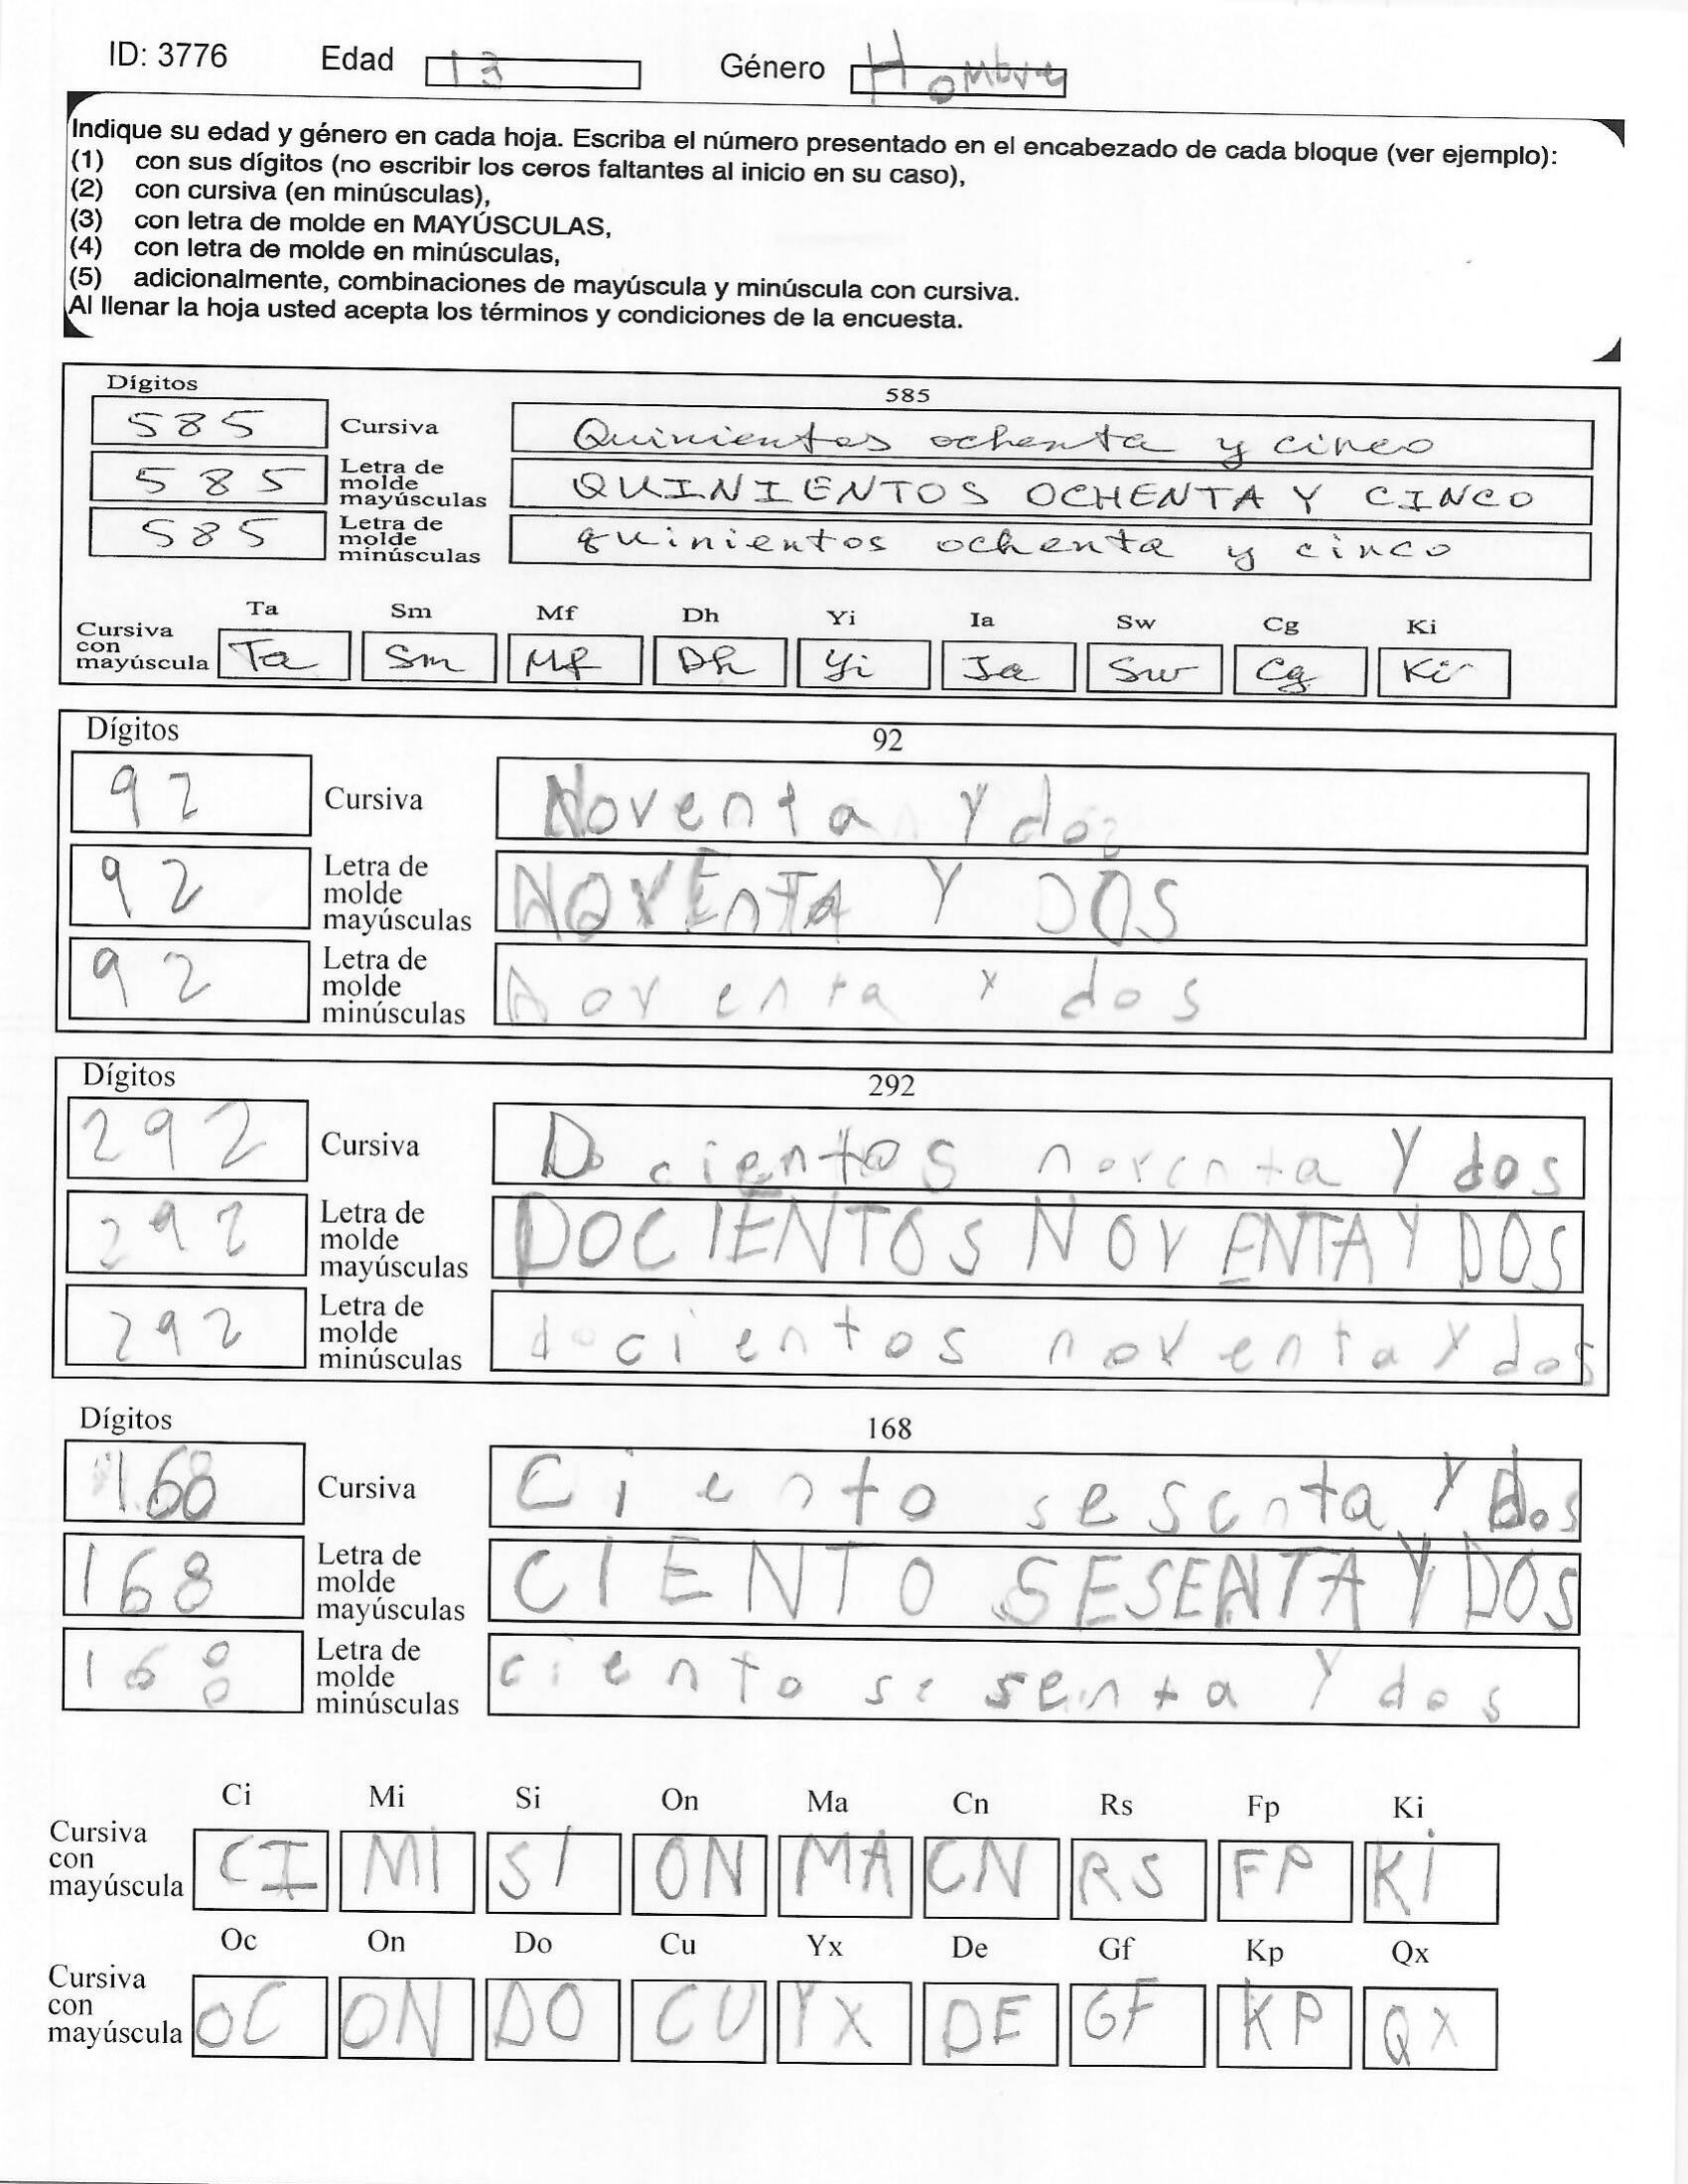 ID: 3776 Edad 13 Género Hombre
Indique su edad y género en cada hoja. Escriba el número presentado en el encabezado de cada bloque (ver ejemplo):
(1) con sus dígitos (no escribir los ceros faltantes al inicio en su caso),
(2) con cursiva (en minúsculas),
(3) con letra de molde en MAYÚSCULAS,
(4) con letra de molde en minúsculas,
(5) adicionalmente, combinaciones de mayúscula y minúscula con cursiva.
Al llenar la hoja usted acepta los términos y condiciones de la encuesta.
Dígitos 585
585 Cursiva Quinientos ochenta y cinco
585 Letra de molde mayúsculas QUINIENTOS OCHENTA Y CINCO
585 Letra de molde minúsculas quinientos ochenta y cinco
Ta Sm Mf Dh Yi Ia Sw Cg Ki
Cursiva con mayúscula Ta Sm Mf Dh Yi Ia Sw Cg Ki
Dígitos 92
92 Cursiva Noventa y dos
92 Letra de molde mayúsculas NOVEnTA Y DOS
92 Letra de molde minúsculas noventa y dos
Dígitos 292
292 Cursiva Docientos noventa Y dos
292 Letra de molde mayúsculas DOCIENTOS NOVENTA Y DOS
292 Letra de molde minúsculas docientos noventa y dos
Dígitos 168
168 Cursiva Ciento sesenta y dos
168 Letra de molde mayúsculas CIENTO SESENTA Y DOS
168 Letra de molde minúsculas ciento sesenta Y dos
Ci Mi Si On Ma Cn Rs Fp Ki
Cursiva con mayúscula CI Mi SI ON MA CN RS FP Ki
Oc On Do Cu Yx De Gf Kp Qx
Cursiva con mayúscula OC ON DO CU YX DE GF KP QX